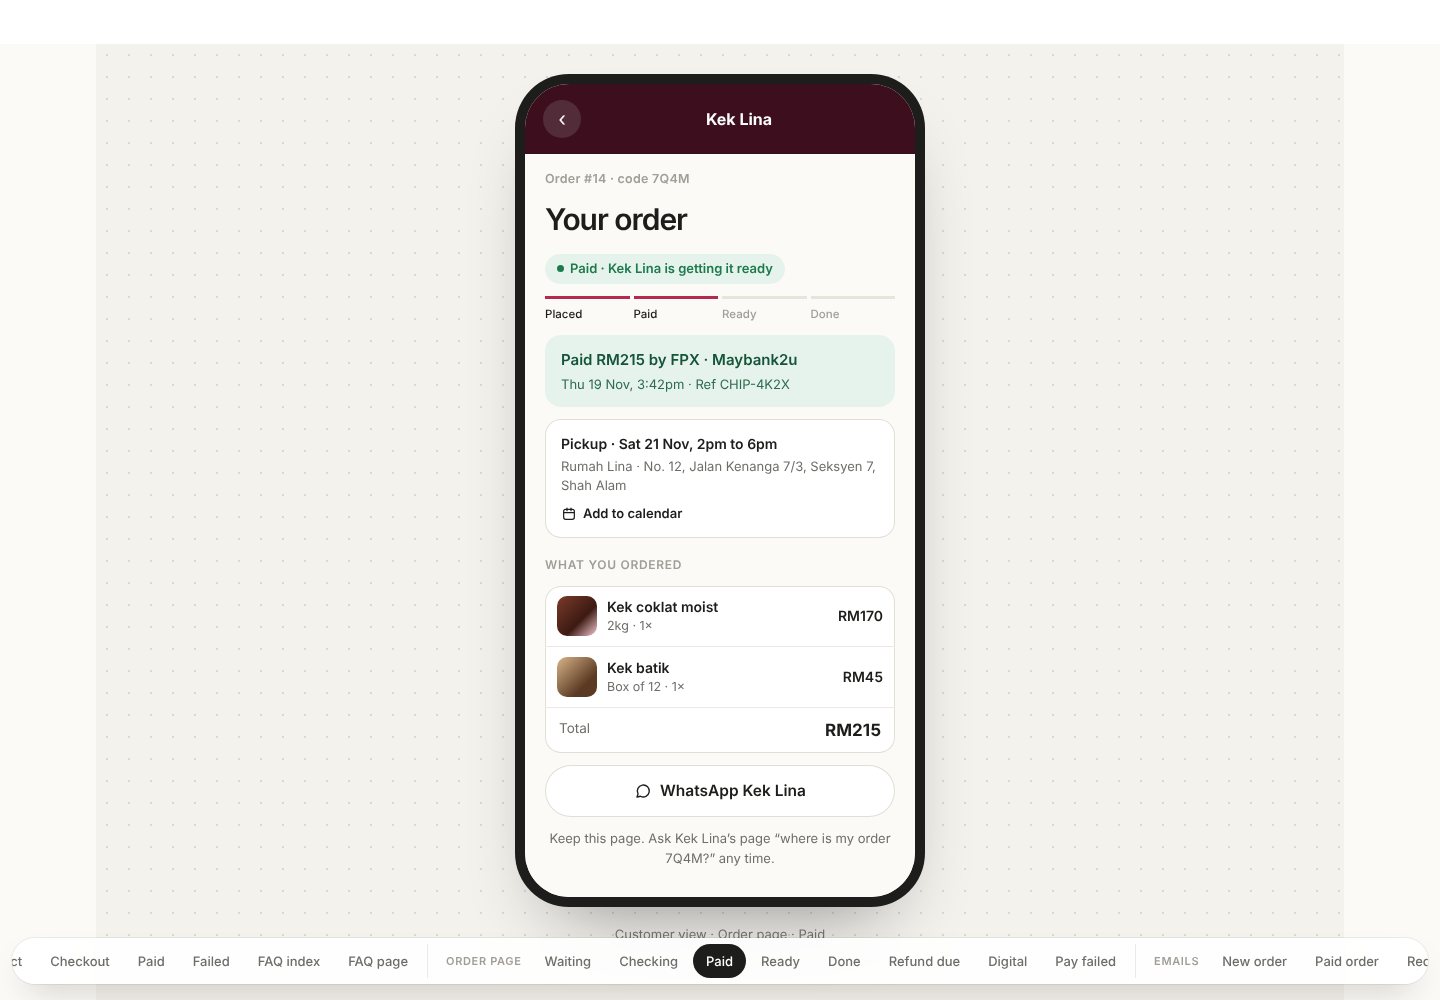 Kek Lina
Order #14 · code 7Q4M
Your order
Paid · Kek Lina is getting it ready
Placed Paid Ready Done
Paid RM215 by FPX · Maybank2u
Thu 19 Nov, 3:42pm · Ref CHIP-4K2X
Pickup · Sat 21 Nov, 2pm to 6pm
Rumah Lina · No. 12, Jalan Kenanga 7/3, Seksyen 7,
Shah Alam
Add to calendar
WHAT YOU ORDERED
Kek coklat moist RM170
2kg · 1×
Kek batik RM45
Box of 12 · 1×
Total RM215
WhatsApp Kek Lina
Keep this page. Ask Kek Lina’s page “where is my order
7Q4M?” any time.
Customer view · Order page · Paid
ct Checkout Paid Failed FAQ index FAQ page ORDER PAGE Waiting Checking Paid Ready Done Refund due Digital Pay failed EMAILS New order Paid order